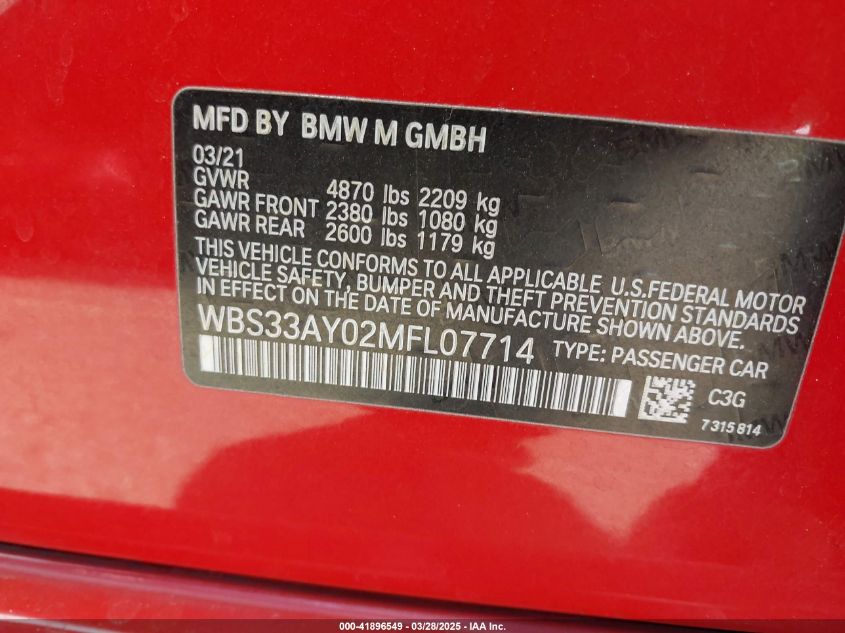 MFD BY BMW M GMBH
03/21
GVWR 4870 lbs 2209 kg
GAWR FRONT 2380 lbs 1080 kg
GAWR REAR 2600 lbs 1179 kg
THIS VEHICLE CONFORMS TO ALL APPLICABLE U.S.FEDERAL MOTOR
VEHICLE SAFETY, BUMPER AND THEFT PREVENTION STANDARDS
IN EFFECT ON THE DATE OF MANUFACTURE SHOWN ABOVE.
WBS33AY02MFL07714 TYPE: PASSENGER CAR
C3G
7315814
000-41896549 - 03/28/2025 - IAA Inc.